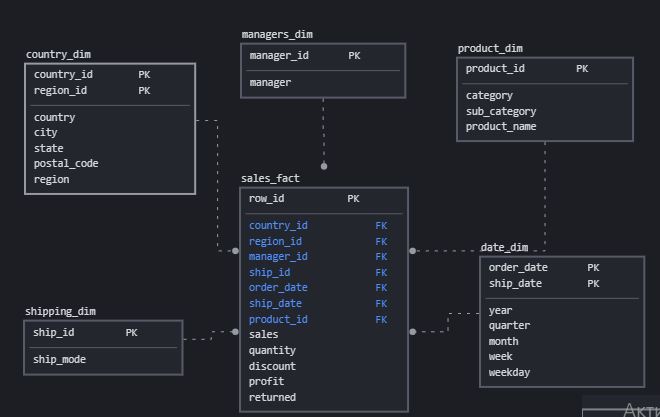 managers_dim
manager_id PK
manager
country_dim
country_id PK
region_id PK
country
city
state
postal_code
region
product_dim
product_id PK
category
sub_category
product_name
sales_fact
row_id PK
country_id FK
region_id FK
manager_id FK
ship_id FK
order_date FK
ship_date FK
product_id FK
sales
quantity
discount
profit
returned
date_dim
order_date PK
ship_date PK
year
quarter
month
week
weekday
shipping_dim
ship_id PK
ship_mode